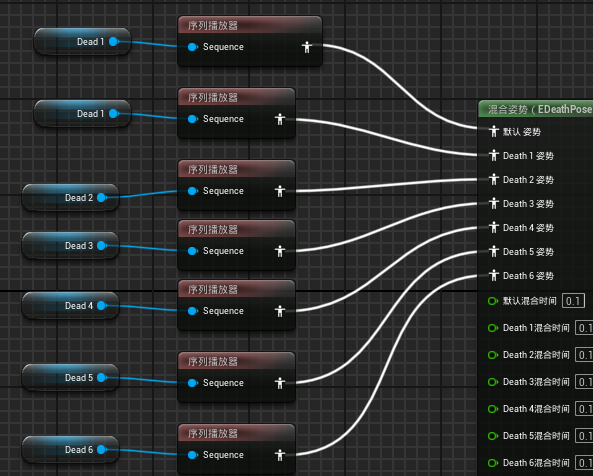 序列播放器
Dead 1
Sequence
序列播放器
Dead 1
Sequence
序列播放器
Dead 2
Sequence
序列播放器
Dead 3
Sequence
序列播放器
Dead 4
Sequence
序列播放器
Dead 5
Sequence
序列播放器
Dead 6
Sequence
混合姿势 ( EDeathPose
默认 姿势
Death 1 姿势
Death 2 姿势
Death 3 姿势
Death 4 姿势
Death 5 姿势
Death 6 姿势
默认混合时间 0.1
Death 1混合时间 0.1
Death 2混合时间 0.1
Death 3混合时间 0.1
Death 4混合时间 0.1
Death 5混合时间 0.1
Death 6混合时间 0.1